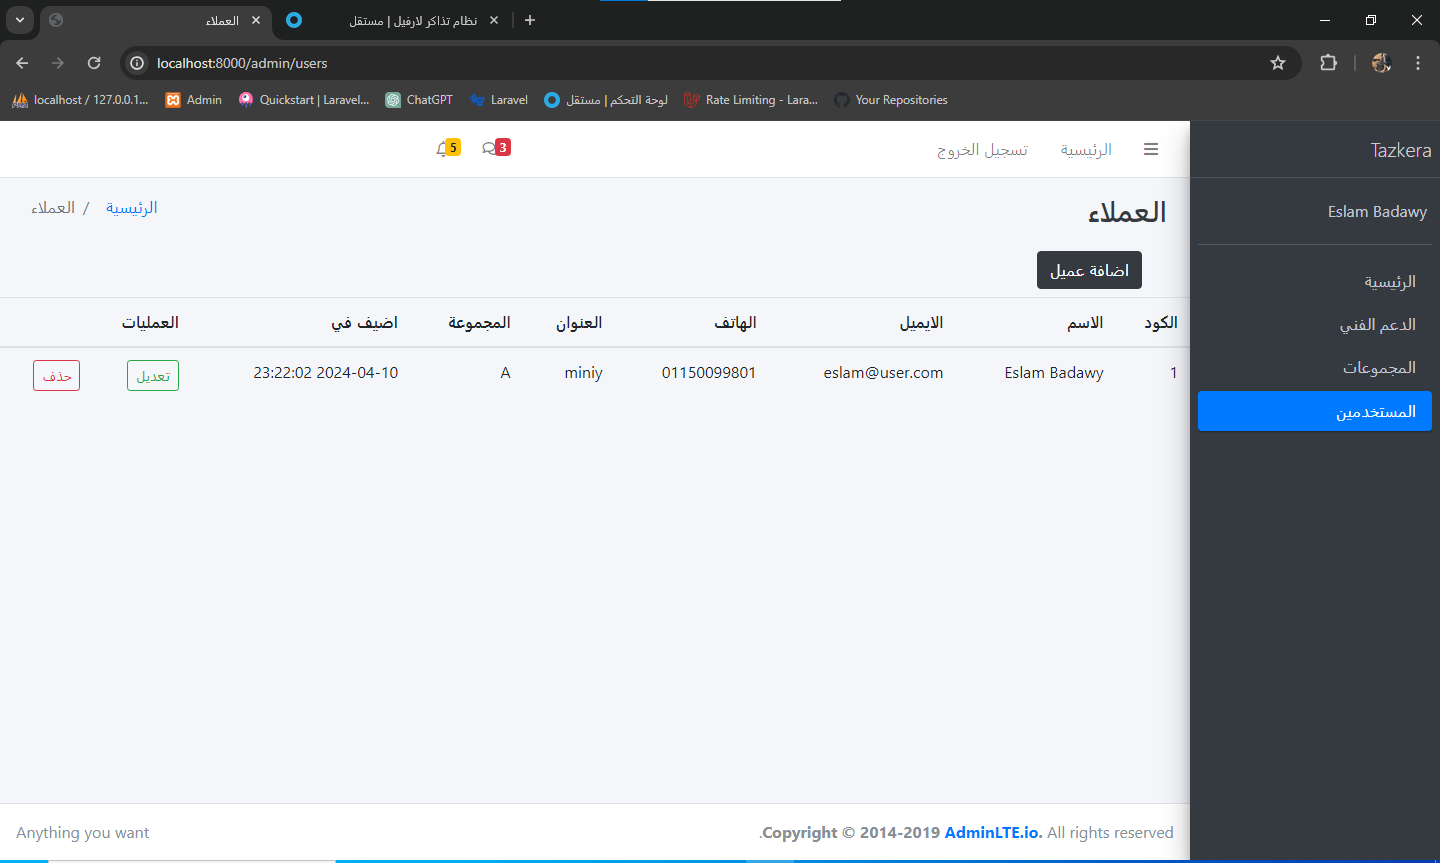 العملاء
نظام تذاكر لارفيل | مستقل
localhost:8000/admin/users
localhost / 127.0.0.1...
Admin
Quickstart | Laravel...
ChatGPT
Laravel
لوحة التحكم | مستقل
Rate Limiting - Lara...
Your Repositories
Tazkera
الرئيسية
تسجيل الخروج
3
5
Eslam Badawy
الرئيسية
الدعم الفني
المجموعات
المستخدمين
العملاء
الرئيسية / العملاء
اضافة عميل
الكود الاسم الايميل الهاتف العنوان المجموعة اضيف في العمليات
1 Eslam Badawy eslam@user.com 01150099801 miniy A 2024-04-10 23:22:02 تعديل حذف
.Copyright © 2014-2019 AdminLTE.io. All rights reserved
Anything you want